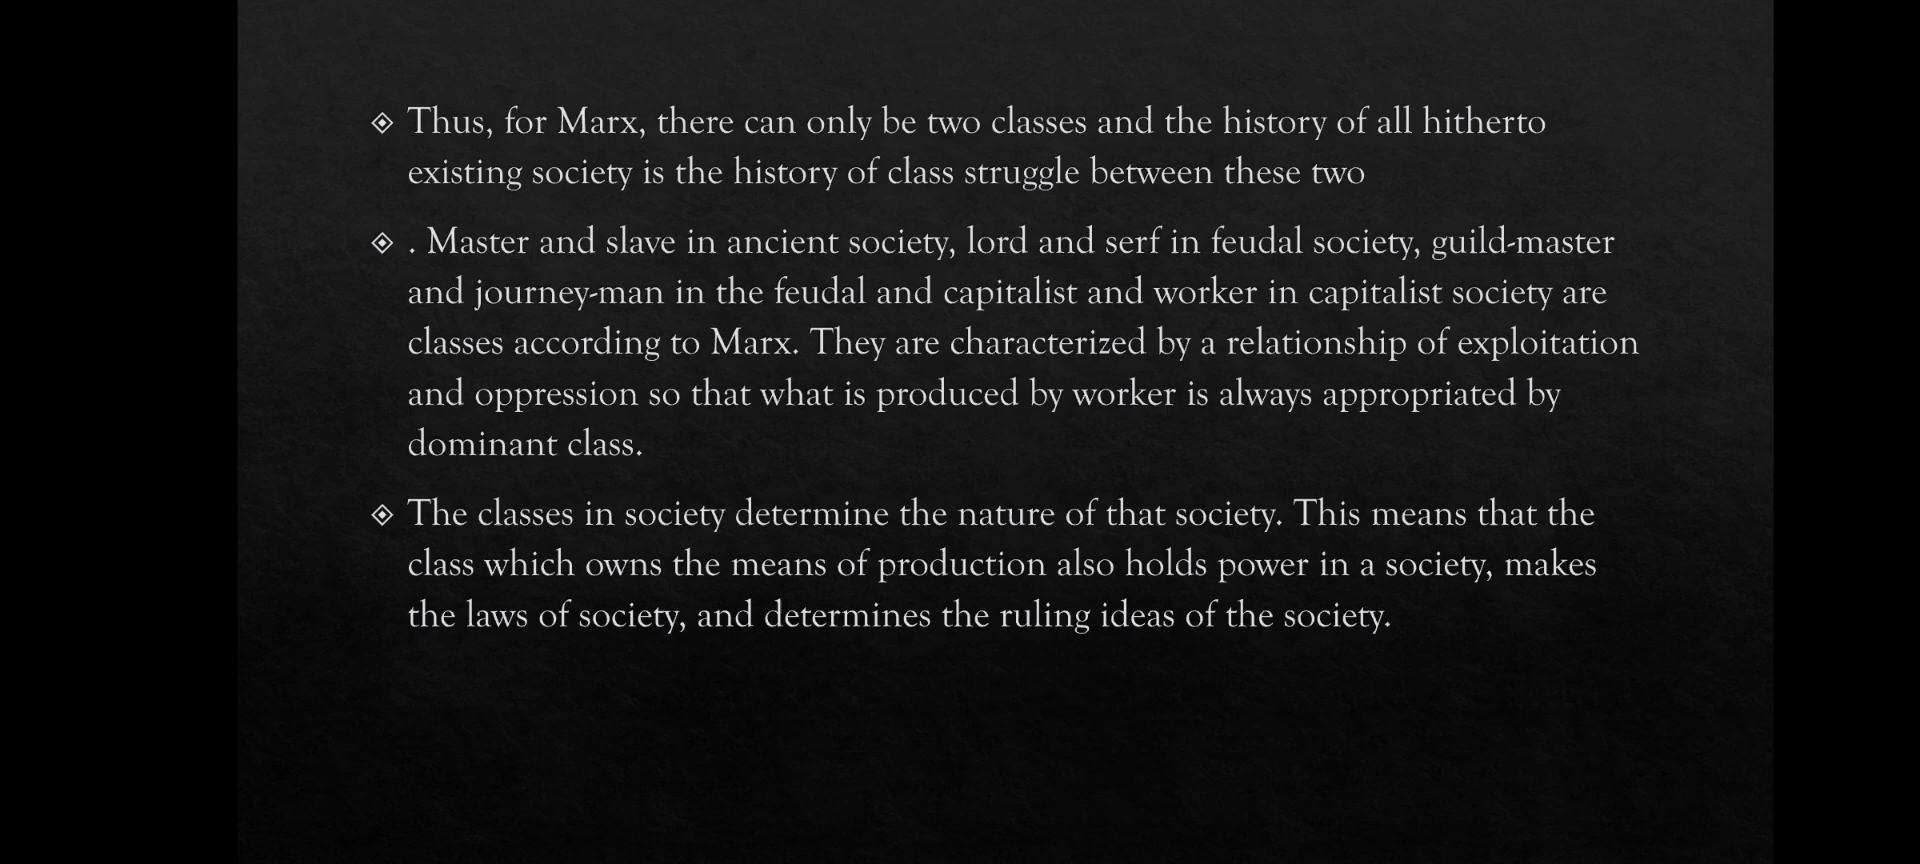 Thus, for Marx, there can only be two classes and the history of all hitherto
existing society is the history of class struggle between these two
. Master and slave in ancient society, lord and serf in feudal society, guild-master
and journey-man in the feudal and capitalist and worker in capitalist society are
classes according to Marx. They are characterized by a relationship of exploitation
and oppression so that what is produced by worker is always appropriated by
dominant class.
The classes in society determine the nature of that society. This means that the
class which owns the means of production also holds power in a society, makes
the laws of society, and determines the ruling ideas of the society.